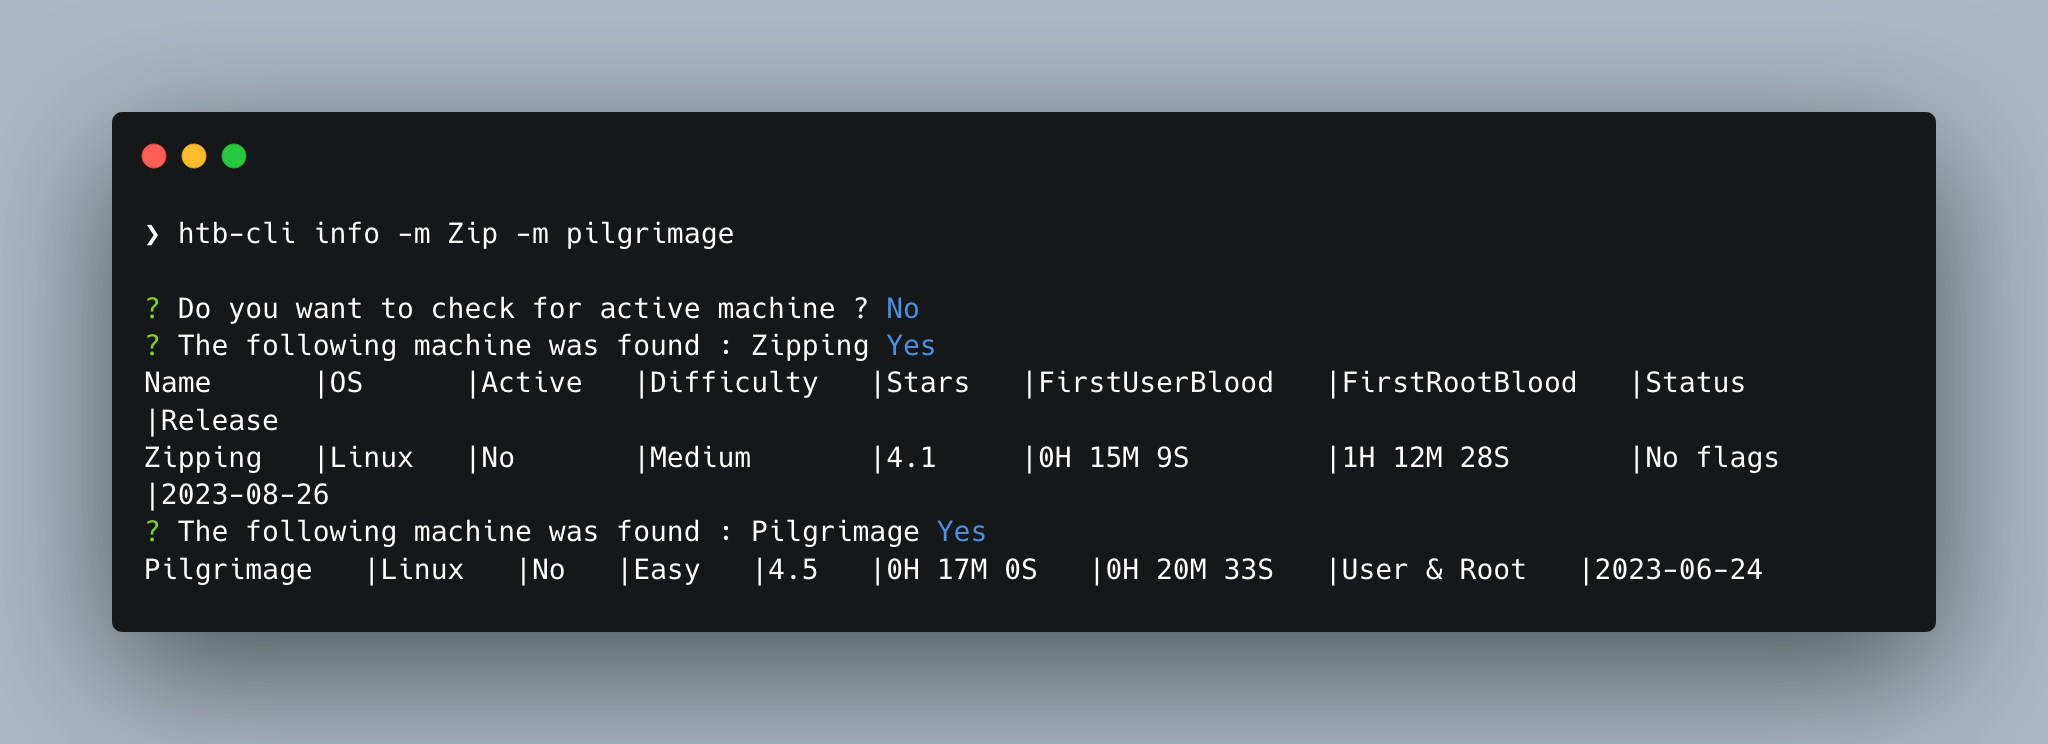 ❯ htb-cli info -m Zip -m pilgrimage
? Do you want to check for active machine ? No
? The following machine was found : Zipping Yes
Name      |OS      |Active   |Difficulty   |Stars   |FirstUserBlood   |FirstRootBlood   |Status
|Release
Zipping   |Linux   |No       |Medium       |4.1     |0H 15M 9S        |1H 12M 28S       |No flags
|2023-08-26
? The following machine was found : Pilgrimage Yes
Pilgrimage   |Linux   |No   |Easy   |4.5   |0H 17M 0S   |0H 20M 33S   |User & Root   |2023-06-24